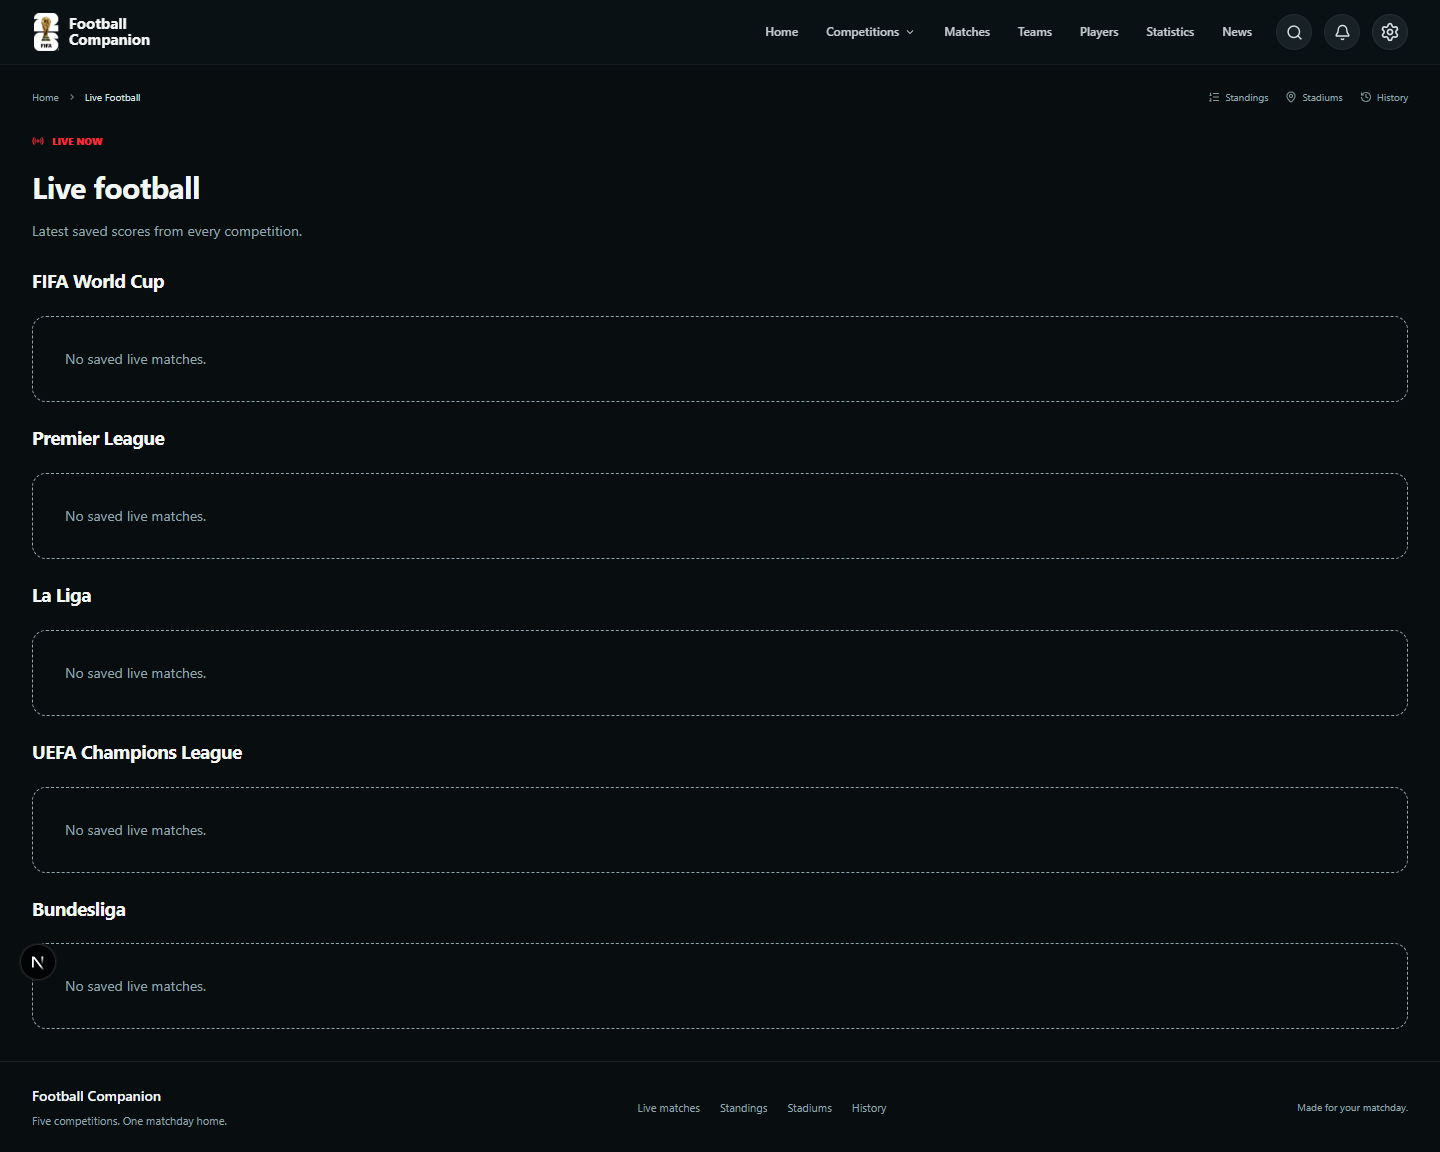 Football
Companion
FIFA
Home Competitions Matches Teams Players Statistics News
Home > Live Football
Standings Stadiums History
LIVE NOW
Live football
Latest saved scores from every competition.
FIFA World Cup
No saved live matches.
Premier League
No saved live matches.
La Liga
No saved live matches.
UEFA Champions League
No saved live matches.
Bundesliga
N
No saved live matches.
Football Companion
Five competitions. One matchday home.
Live matches Standings Stadiums History
Made for your matchday.